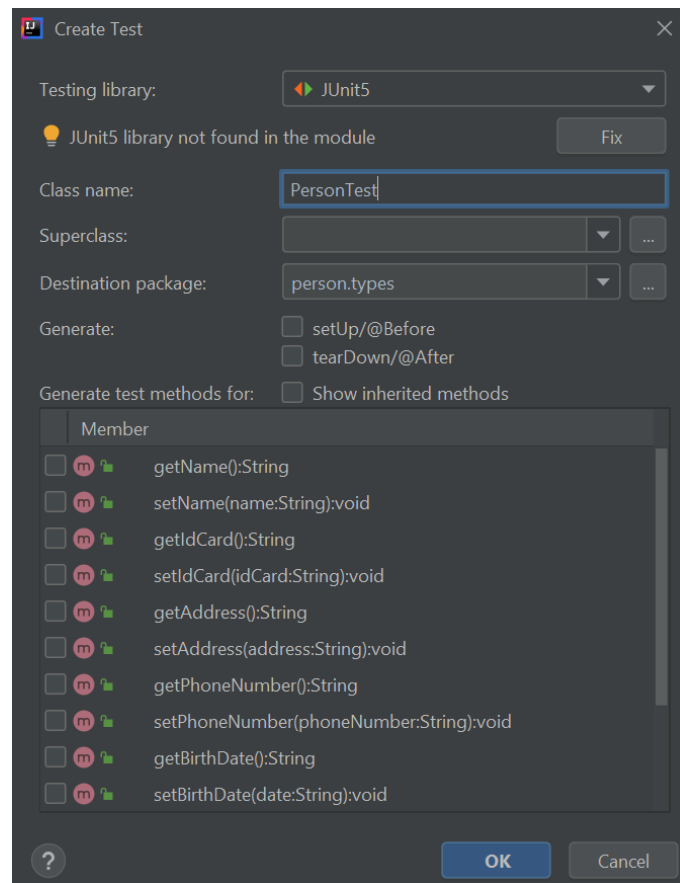 Create Test
Testing library: JUnit5
JUnit5 library not found in the module Fix
Class name: PersonTest
Superclass: ...
Destination package: person.types ...
Generate: setUp/@Before
tearDown/@After
Generate test methods for: Show inherited methods
Member
m getName():String
m setName(name:String):void
m getIdCard():String
m setIdCard(idCard:String):void
m getAddress():String
m setAddress(address:String):void
m getPhoneNumber():String
m setPhoneNumber(phoneNumber:String):void
m getBirthDate():String
m setBirthDate(date:String):void
? OK Cancel